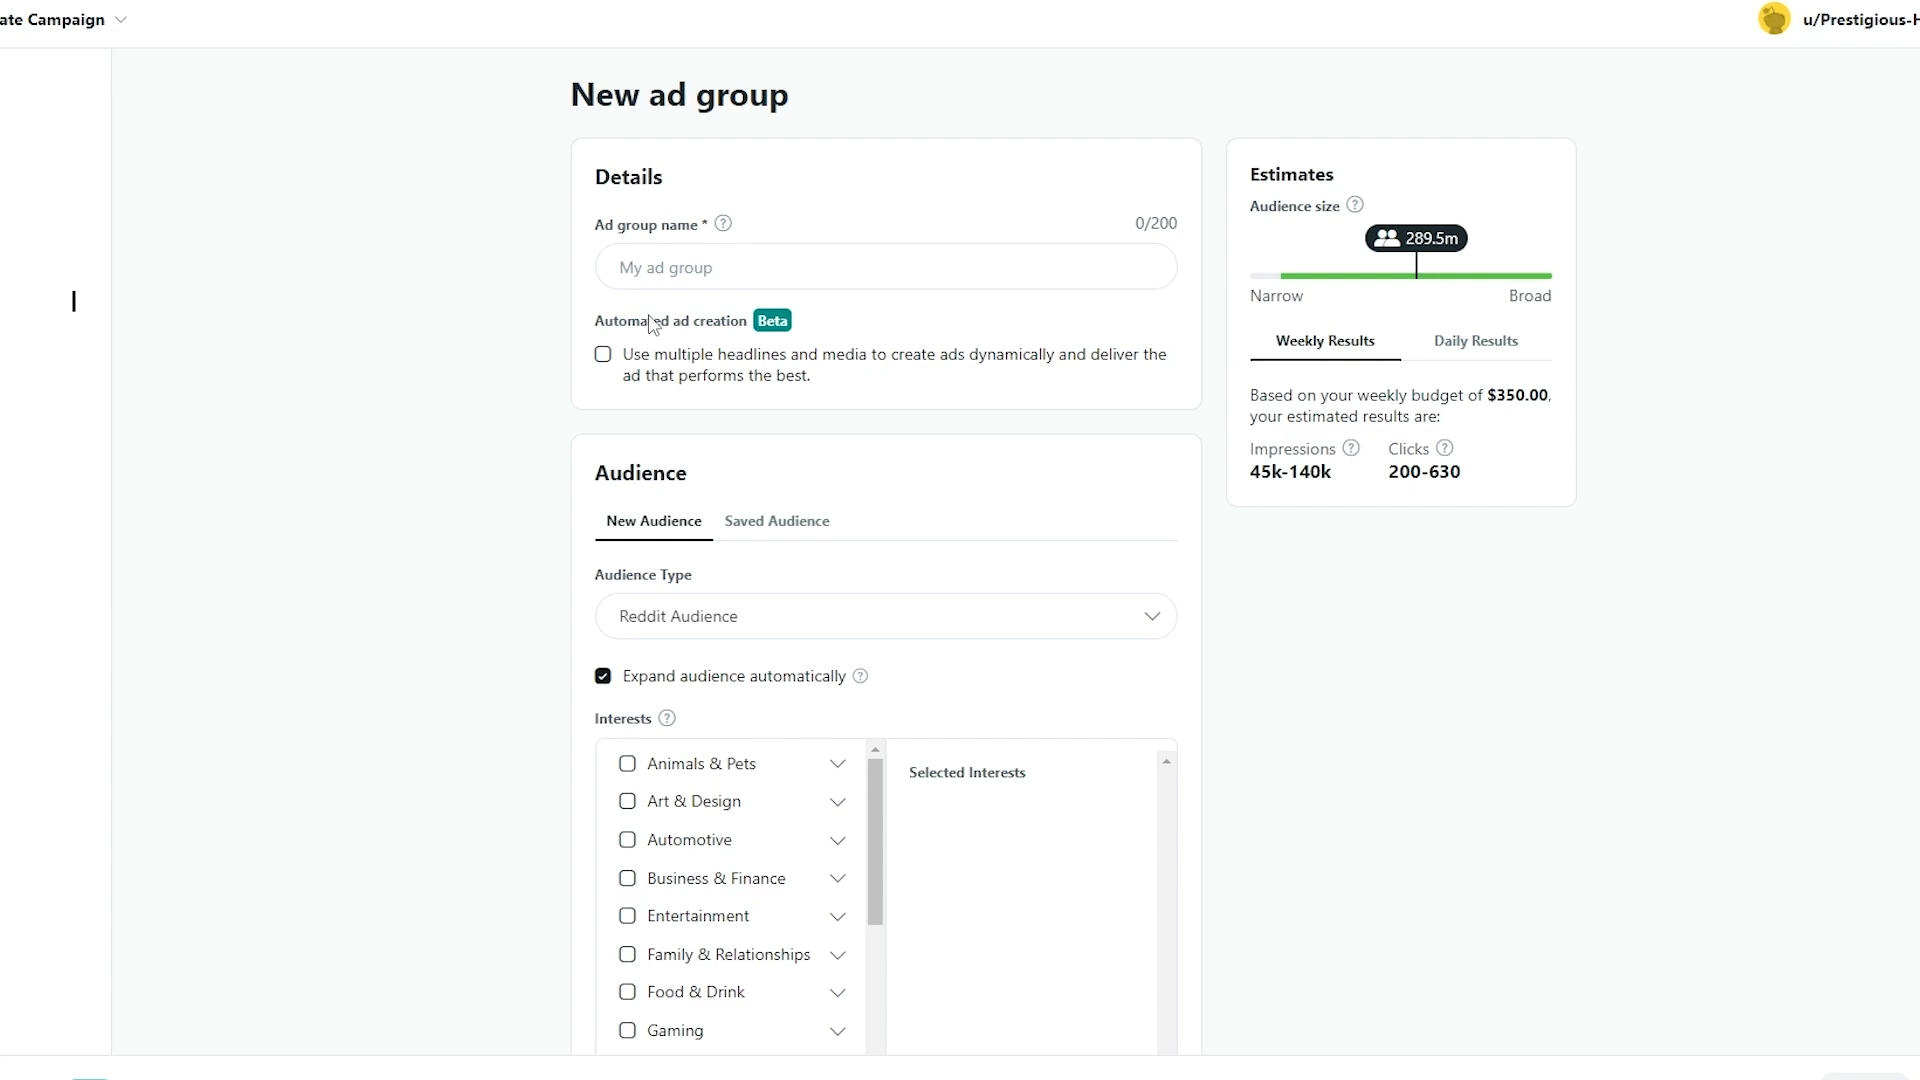 ate Campaign
u/Prestigious-H
New ad group
Details
Ad group name *
0/200
My ad group
Automated ad creation Beta
Use multiple headlines and media to create ads dynamically and deliver the
ad that performs the best.
Audience
New Audience
Saved Audience
Audience Type
Reddit Audience
Expand audience automatically
Interests
Animals & Pets
Art & Design
Automotive
Business & Finance
Entertainment
Family & Relationships
Food & Drink
Gaming
Selected Interests
Estimates
Audience size
289.5m
Narrow
Broad
Weekly Results
Daily Results
Based on your weekly budget of $350.00,
your estimated results are:
Impressions
Clicks
45k-140k
200-630